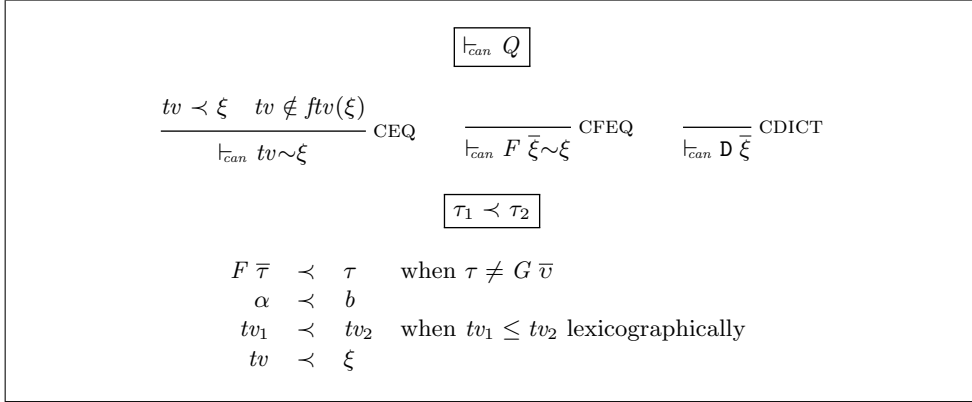 ⊢can Q
tv ≺ ξ   tv ∉ ftv(ξ)
⊢can tv∼ξ CEQ
⊢can F ξ̅∼ξ CFEQ
⊢can D ξ̅ CDICT
τ₁ ≺ τ₂
F τ̅ ≺ τ when τ ≠ G υ̅
α ≺ b
tv₁ ≺ tv₂ when tv₁ ≤ tv₂ lexicographically
tv ≺ ξ